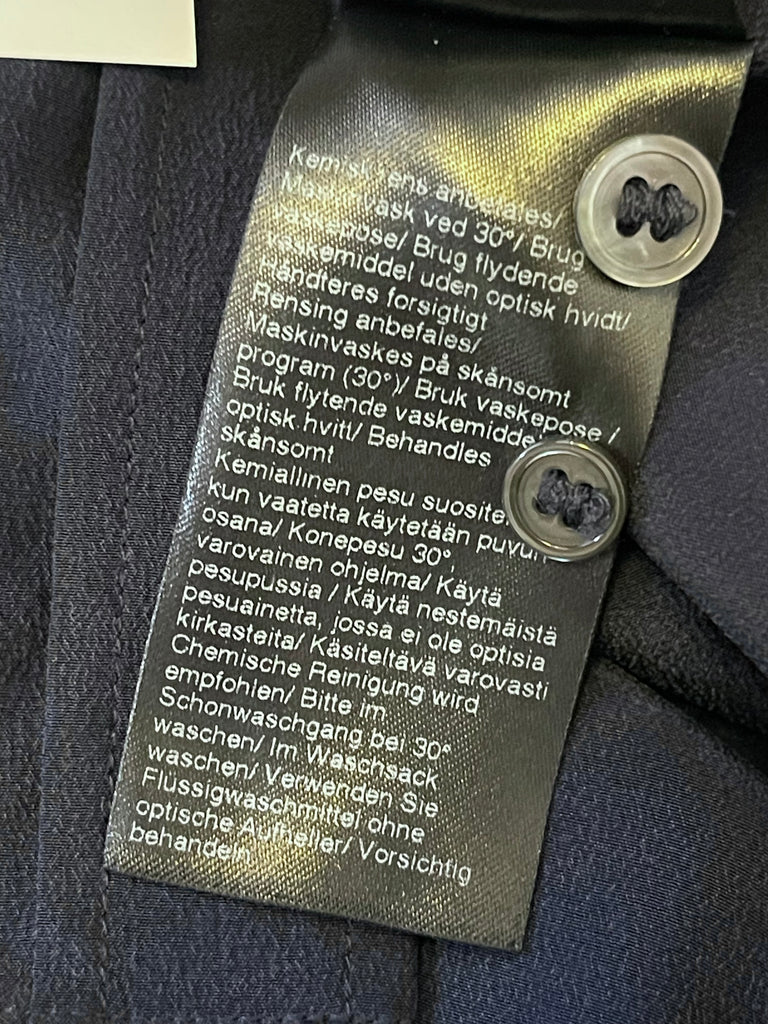 Kemisk rens anbefales/
Maskinvask ved 30°/ Brug
vaskepose/ Brug flydende
vaskemiddel uden optisk hvidt/
Håndteres forsigtigt
Rensing anbefales/
Maskinvaskes på skånsomt
program (30°)/ Bruk vaskepose /
Bruk flytende vaskemiddel
optisk hvitt/ Behandles
skånsomt
Kemiallinen pesu
kun vaatetta käytetään puvun
osana/ Konepesu 30°,
varovainen ohjelma/ Käytä
pesupussia / Käytä nestemäistä
pesuainetta, jossa ei ole optisia
kirkasteita/ Käsiteltävä varovasti
Chemische Reinigung wird
empfohlen/ Bitte im
Schonwaschgang bei 30°
waschen/ Im Waschsack
waschen/ Verwenden Sie
Flüssigwaschmittel ohne
optische Aufheller/ Vorsichtig
behandeln